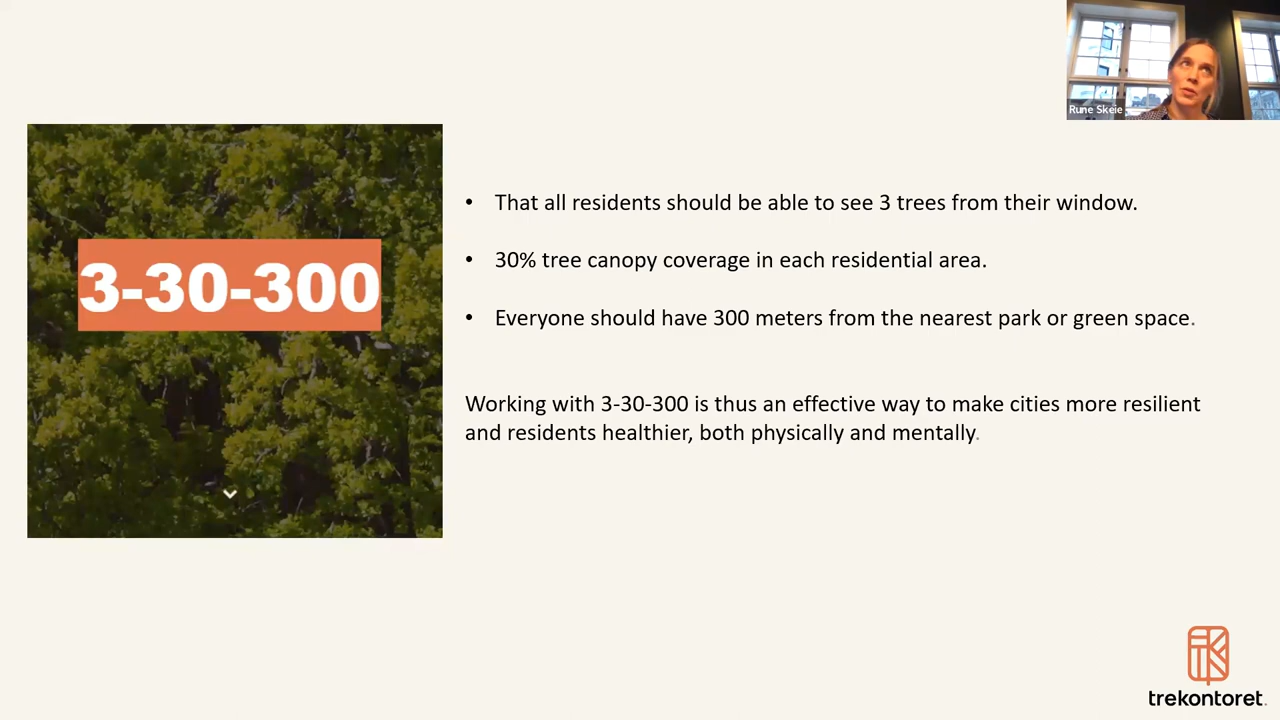 Rune Skeie
3-30-300
• That all residents should be able to see 3 trees from their window.
• 30% tree canopy coverage in each residential area.
• Everyone should have 300 meters from the nearest park or green space.
Working with 3-30-300 is thus an effective way to make cities more resilient
and residents healthier, both physically and mentally.
trekontoret.